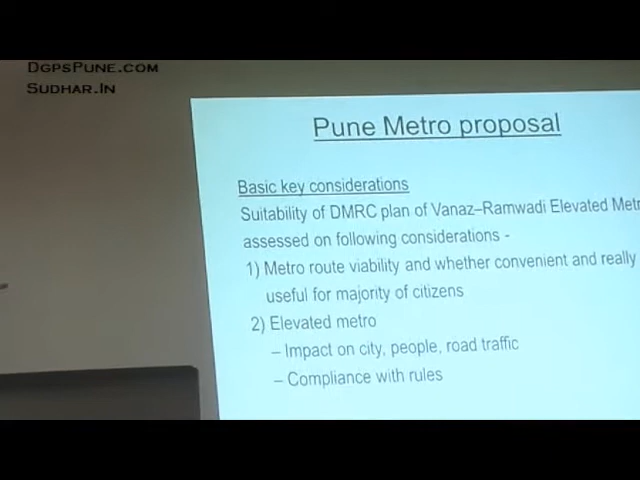 DGPSPUNE.COM
SUDHAR.IN
Pune Metro proposal
Basic key considerations
Suitability of DMRC plan of Vanaz–Ramwadi Elevated Metr
assessed on following considerations -
1) Metro route viability and whether convenient and really
useful for majority of citizens
2) Elevated metro
– Impact on city, people, road traffic
– Compliance with rules